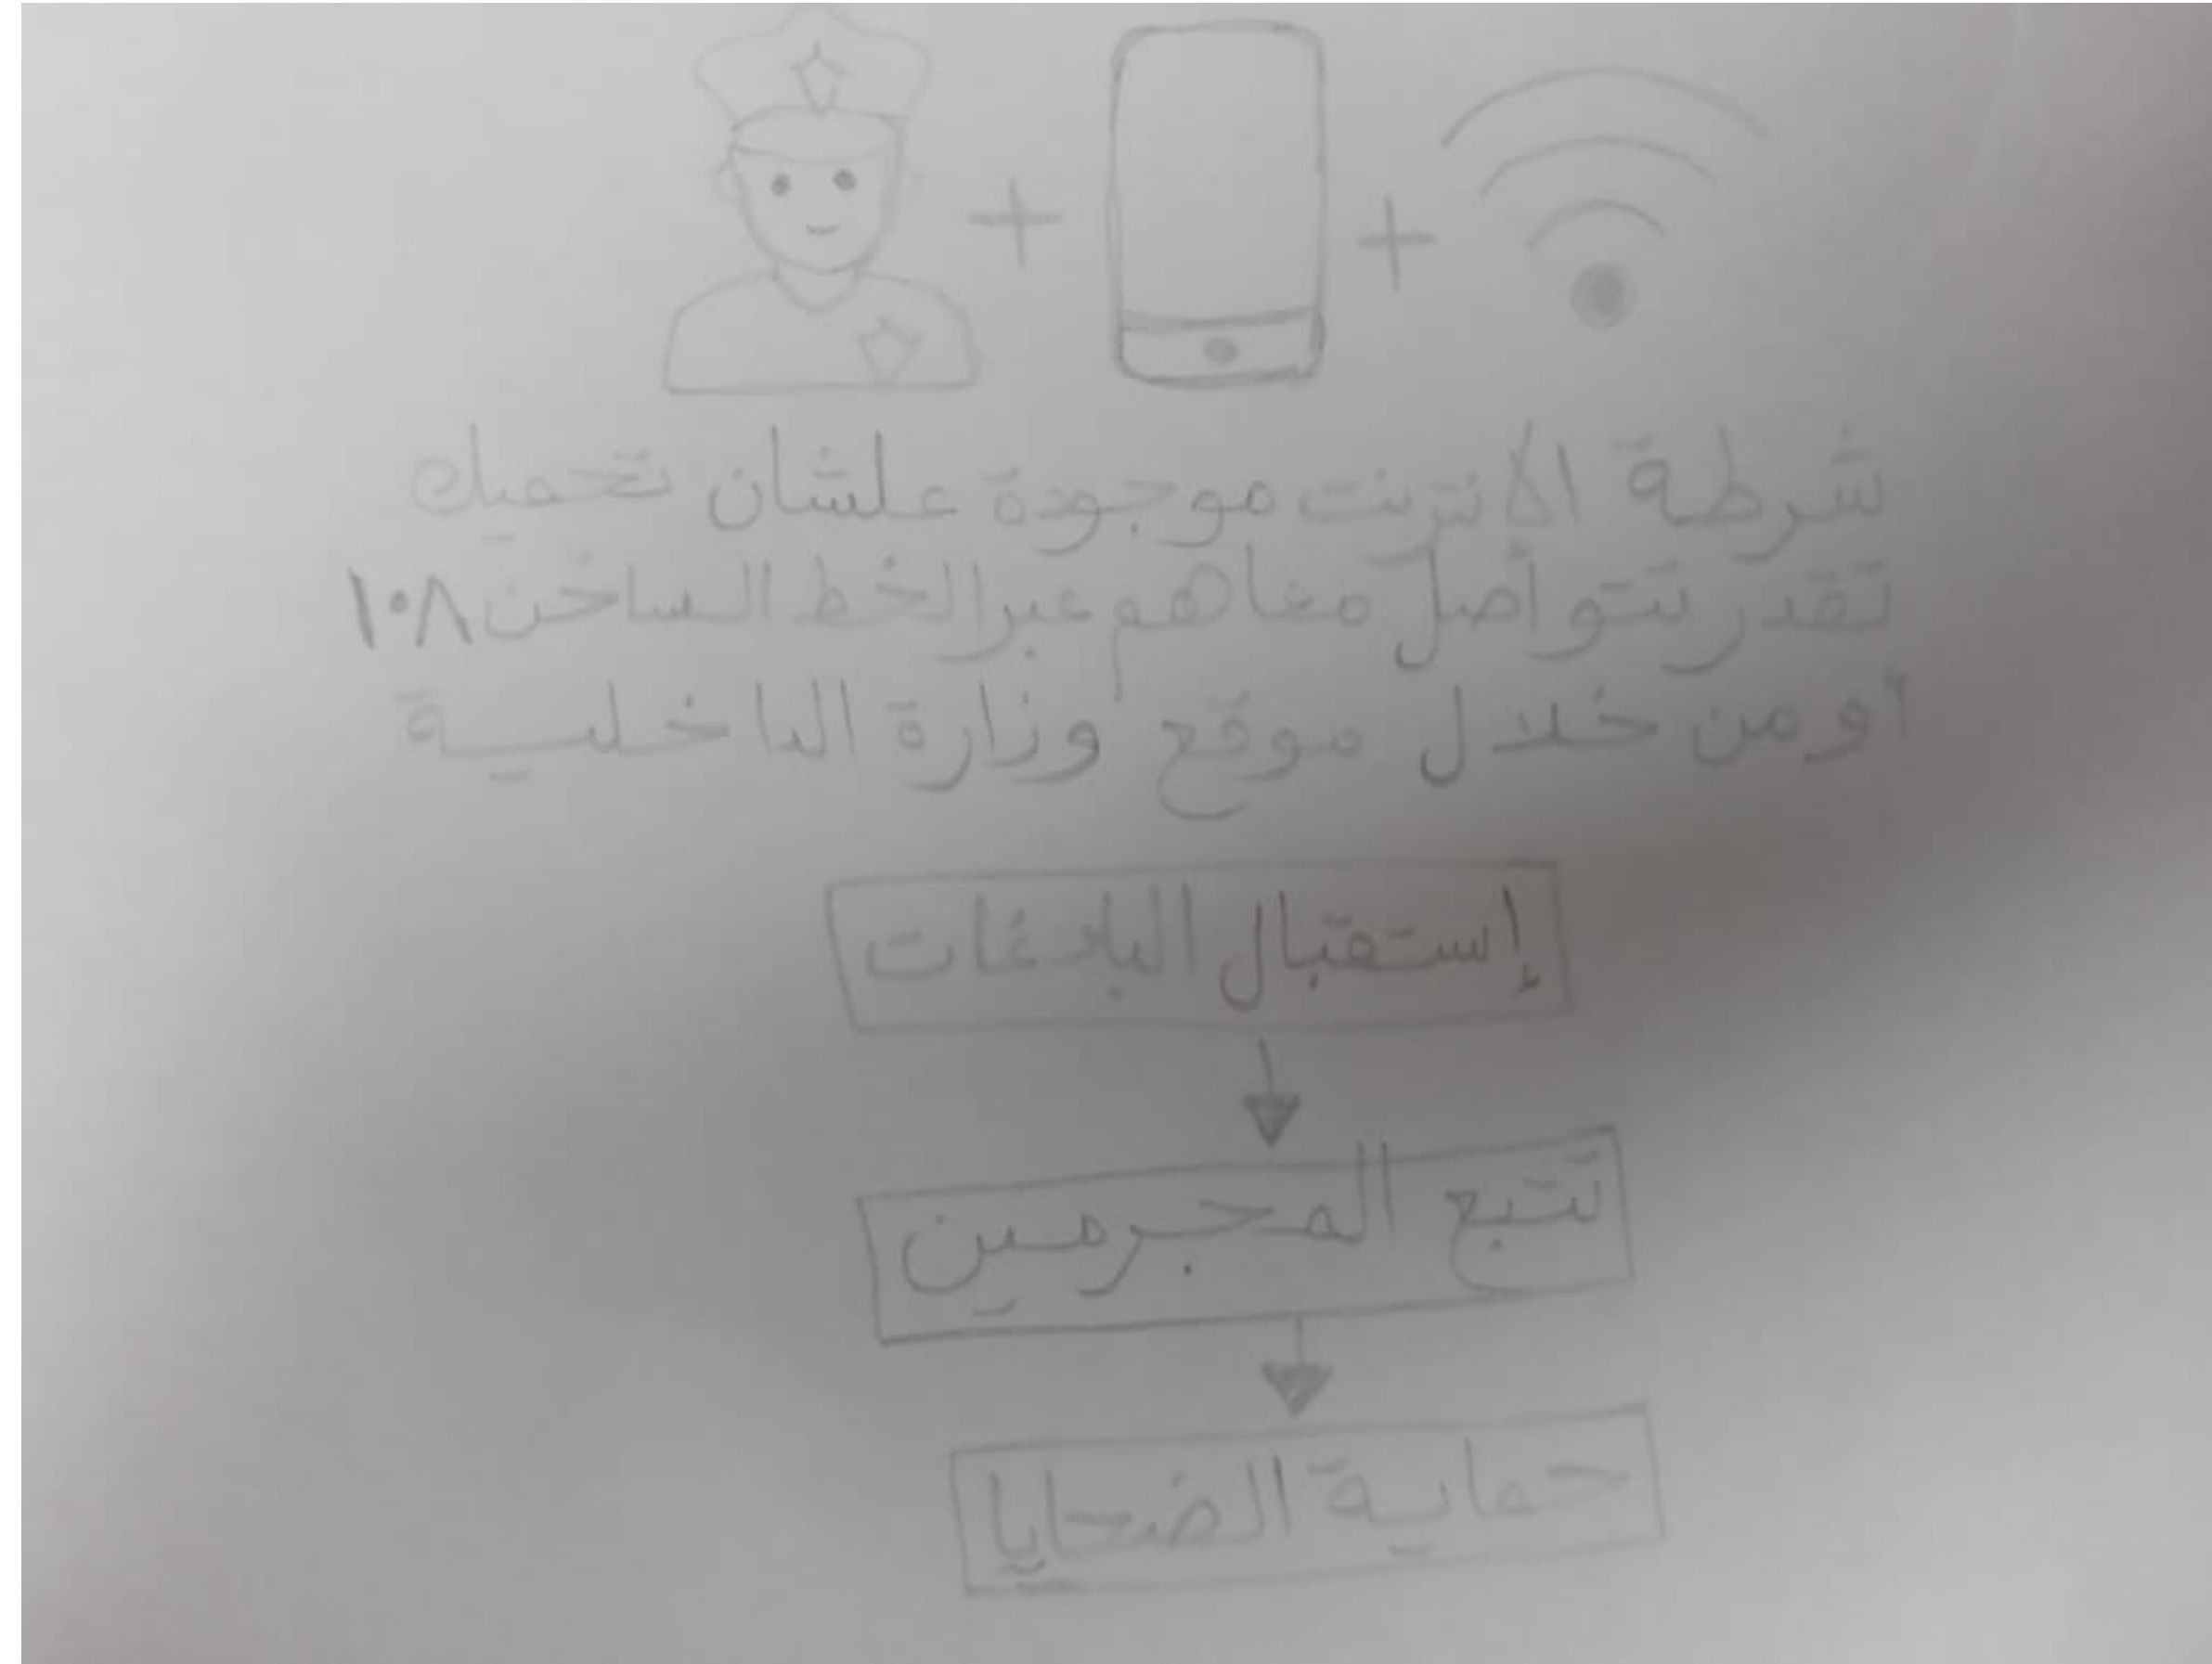 شرطة الانترنت موجودة علشان تحميك
تقدر تتواصل معاهم عبر الخط الساخن ١٠٨
أو من خلال موقع وزارة الداخلية
إستقبال البلاغات
تتبع المجرمين
حماية الضحايا